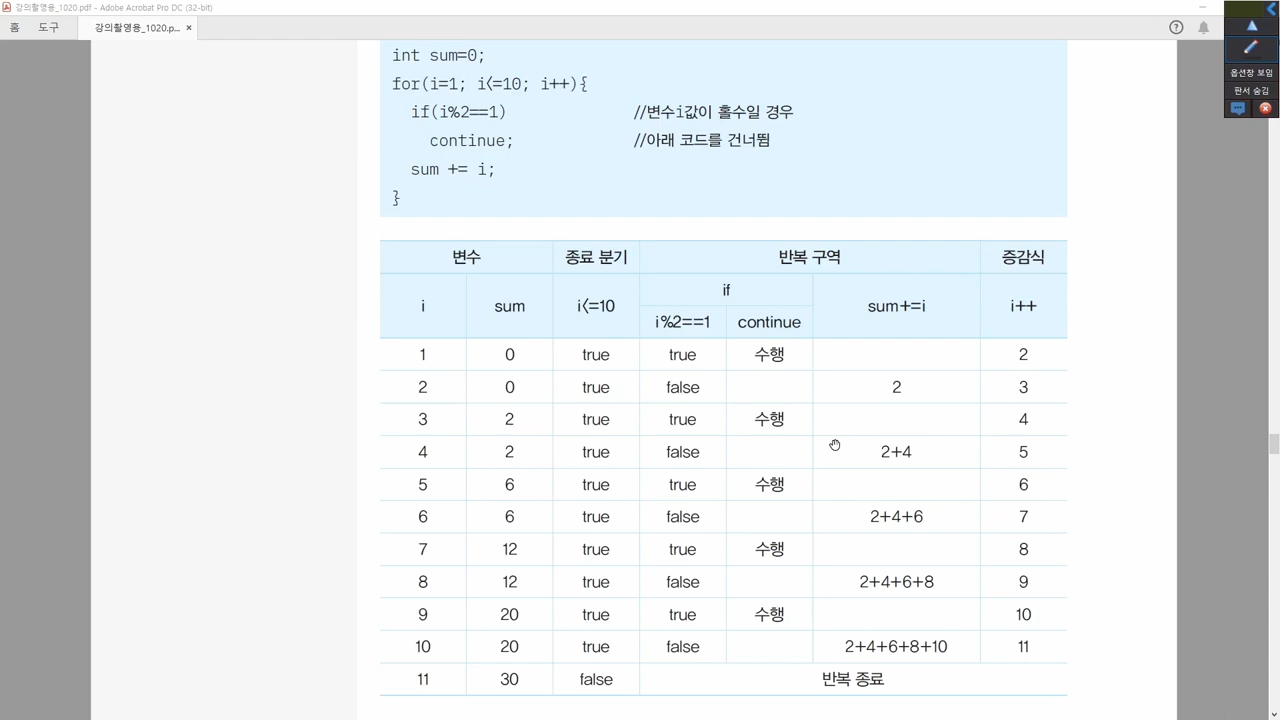 강의촬영용_1020.pdf - Adobe Acrobat Pro DC (32-bit)
홈 도구 강의촬영용_1020.p... ×
옵션창 보임
판서 숨김
int sum=0;
for(i=1; i<=10; i++){
if(i%2==1) //변수i값이 홀수일 경우
continue; //아래 코드를 건너뜀
sum += i;
}
변수 종료 분기 반복 구역 증감식
i sum i<=10 if sum+=i i++
i%2==1 continue
1 0 true true 수행 2
2 0 true false 2 3
3 2 true true 수행 4
4 2 true false 2+4 5
5 6 true true 수행 6
6 6 true false 2+4+6 7
7 12 true true 수행 8
8 12 true false 2+4+6+8 9
9 20 true true 수행 10
10 20 true false 2+4+6+8+10 11
11 30 false 반복 종료